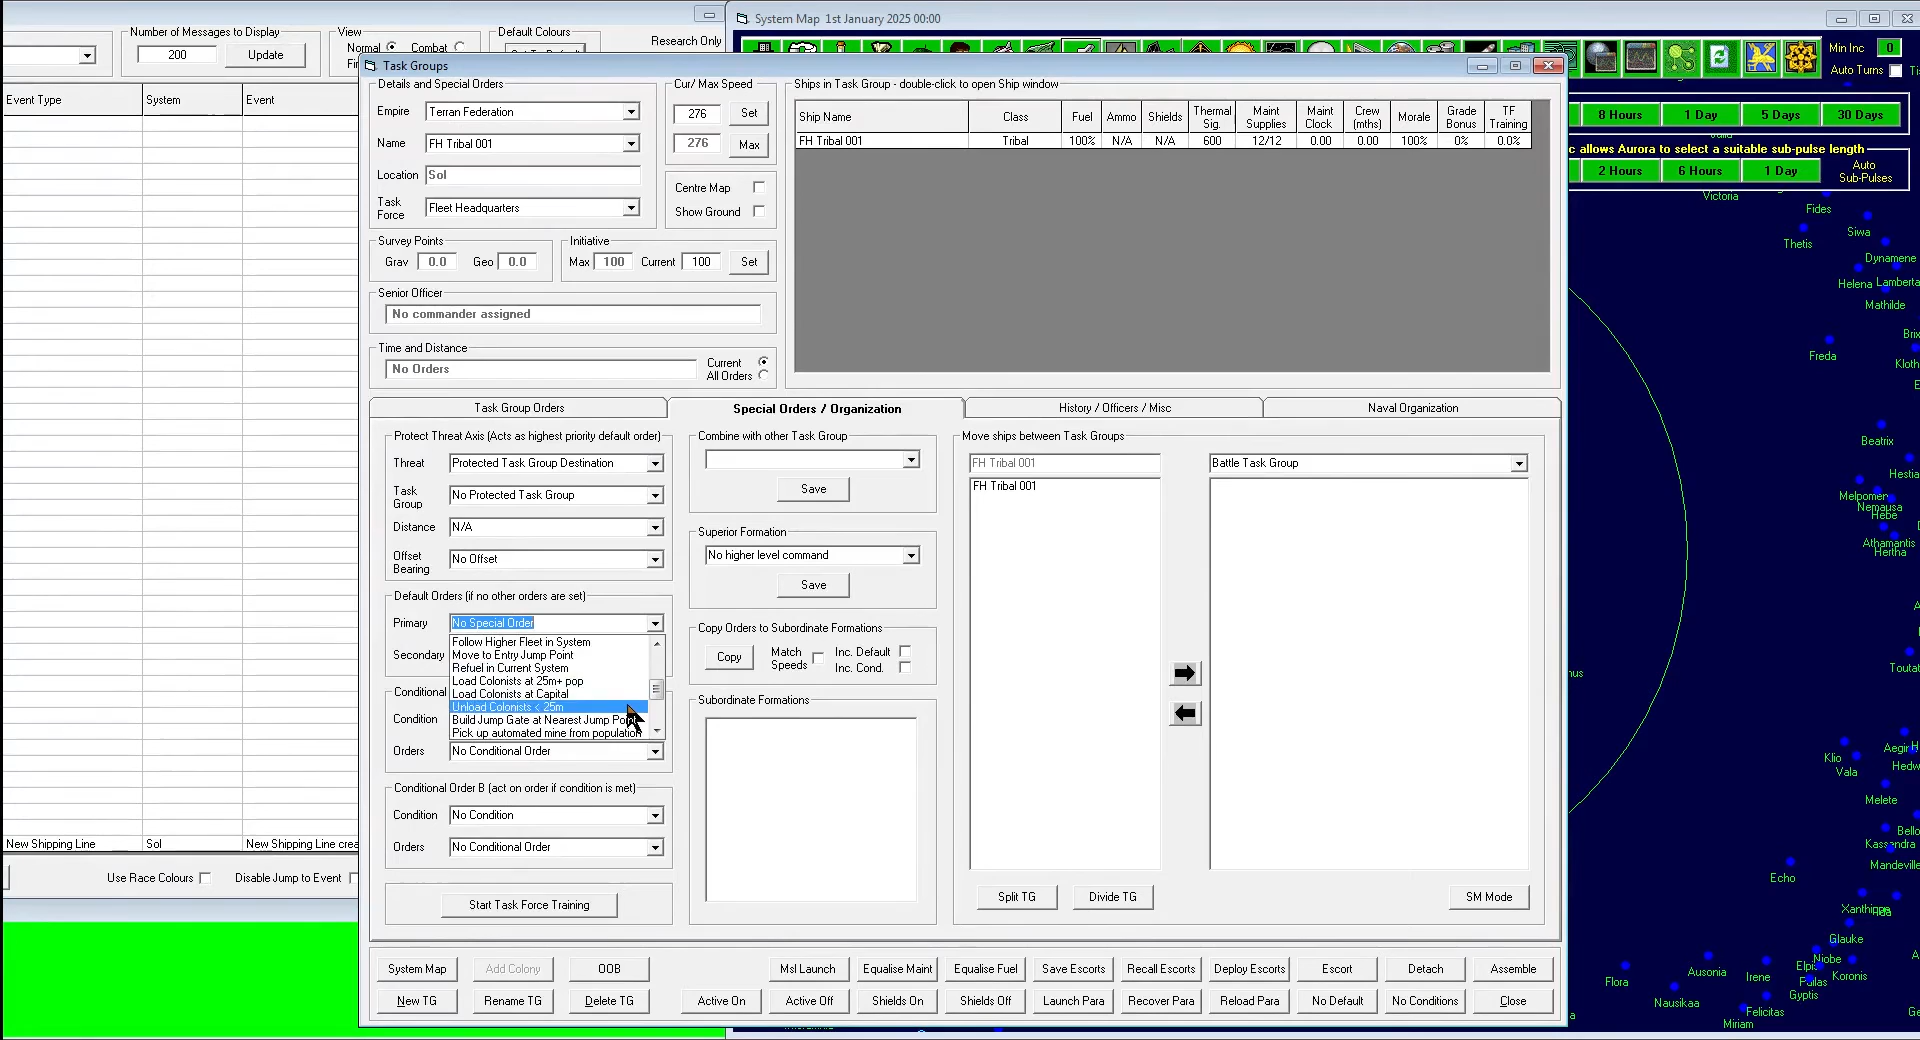 System Map 1st January 2025 00:00
Number of Messages to Display
View
Default Colours
200
Update
Normal
Combat
Research Only
Event Type
System
Event
New Shipping Line
Sol
New Shipping Line crea
Use Race Colours
Disable Jump to Event
Min Inc
0
Auto Turns
8 Hours
1 Day
5 Days
30 Days
c allows Aurora to select a suitable sub-pulse length
2 Hours
6 Hours
1 Day
Auto
Sub-Pulses
Task Groups
Details and Special Orders
Empire
Terran Federation
Name
FH Tribal 001
Location
Sol
Task
Force
Fleet Headquarters
Cur/ Max Speed
276
Set
276
Max
Centre Map
Show Ground
Survey Points
Grav
0.0
Geo
0.0
Initiative
Max
100
Current
100
Set
Senior Officer
No commander assigned
Time and Distance
No Orders
Current
All Orders
Ships in Task Group - double-click to open Ship window
Ship Name
Class
Fuel
Ammo
Shields
Thermal
Sig.
Maint
Supplies
Maint
Clock
Crew
(mths)
Morale
Grade
Bonus
TF
Training
FH Tribal 001
Tribal
100%
N/A
N/A
600
12/12
0.00
0.00
100%
0%
0.0%
Task Group Orders
Special Orders / Organization
History / Officers / Misc
Naval Organization
Protect Threat Axis (Acts as highest priority default order)
Threat
Protected Task Group Destination
Task
Group
No Protected Task Group
Distance
N/A
Offset
Bearing
No Offset
Default Orders (if no other orders are set)
Primary
No Special Order
Follow Higher Fleet in System
Move to Entry Jump Point
Refuel in Current System
Load Colonists at 25m+ pop
Load Colonists at Capital
Unload Colonists < 25m
Build Jump Gate at Nearest Jump Point
Pick up automated mine from population
Secondary
Conditional
Condition
Orders
No Conditional Order
Conditional Order B (act on order if condition is met)
Condition
No Condition
Orders
No Conditional Order
Start Task Force Training
Combine with other Task Group
Save
Superior Formation
No higher level command
Save
Copy Orders to Subordinate Formations
Copy
Match
Speeds
Inc. Default
Inc. Cond.
Subordinate Formations
Move ships between Task Groups
FH Tribal 001
Battle Task Group
FH Tribal 001
Split TG
Divide TG
SM Mode
System Map
Add Colony
OOB
Msl Launch
Equalise Maint
Equalise Fuel
Save Escorts
Recall Escorts
Deploy Escorts
Escort
Detach
Assemble
New TG
Rename TG
Delete TG
Active On
Active Off
Shields On
Shields Off
Launch Para
Recover Para
Reload Para
No Default
No Conditions
Close
Victoria
Fides
Siwa
Thetis
Dynamene
Helena
Lamberta
Mathilde
Freda
Beatrix
Hestia
Nemausa
Hebe
Athamantis
Hertha
Klio
Vala
Melete
Kassandra
Mandeville
Echo
Xanthippe
Glauke
Niobe
Koronis
Pallas
Gyptis
Irene
Ausonia
Flora
Nausikaa
Felicitas
Miriam